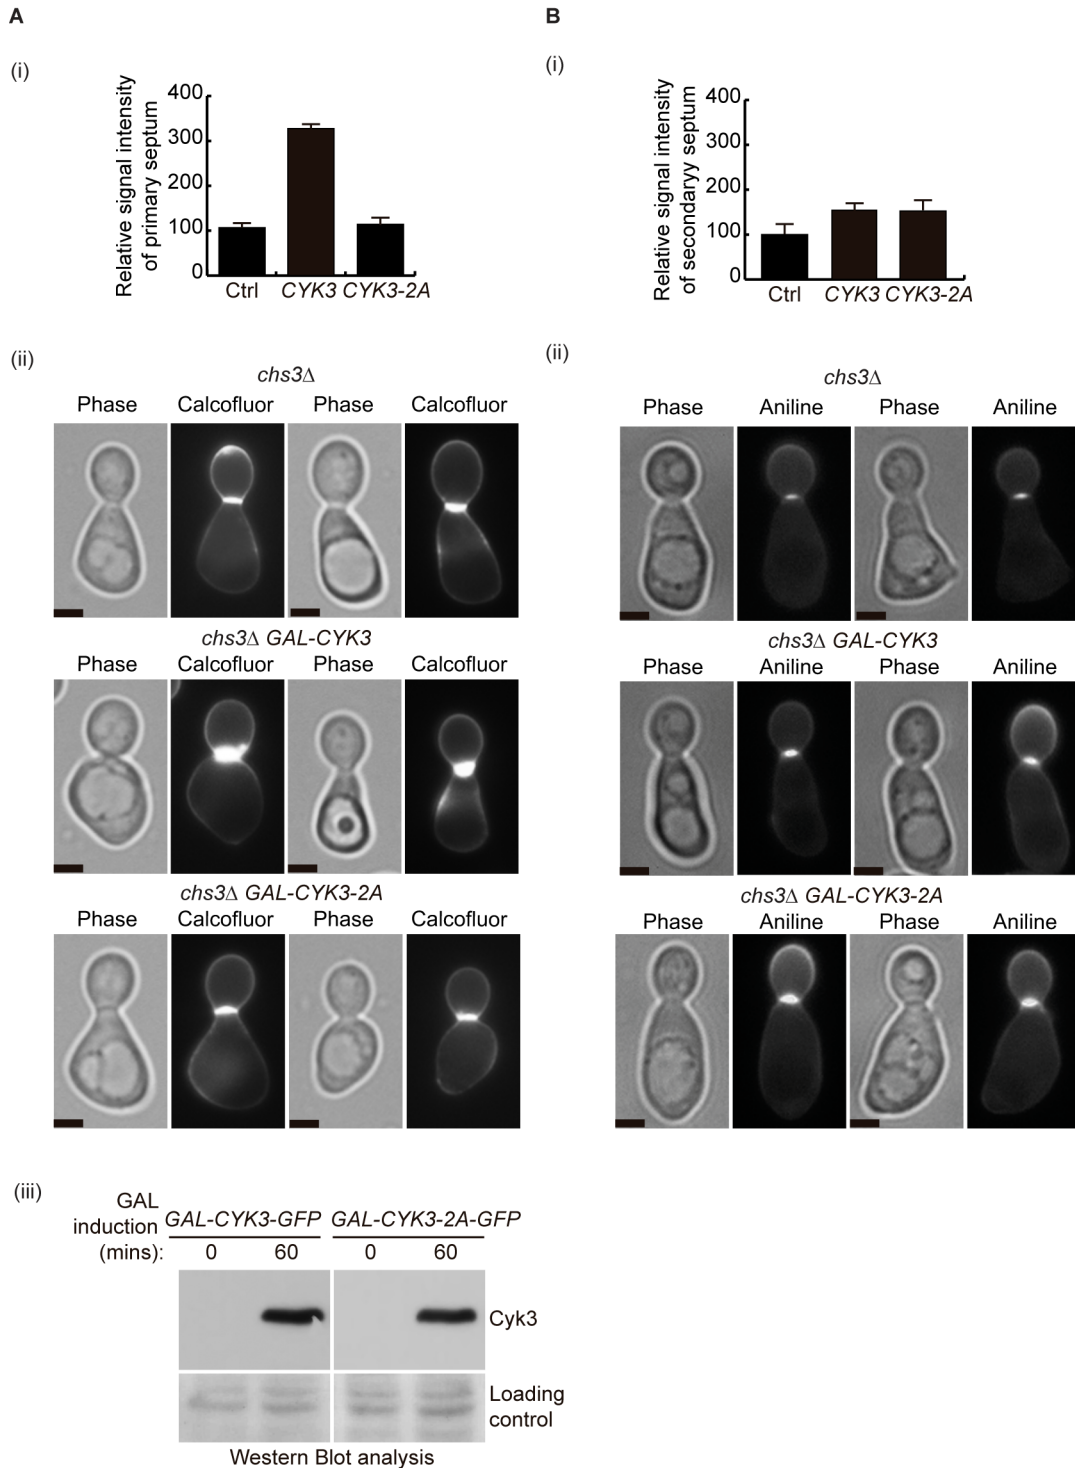 A
(i)
Relative signal intensity
of primary septum
400
300
200
100
0
Ctrl CYK3 CYK3-2A
(ii)
chs3Δ
Phase Calcofluor Phase Calcofluor
chs3Δ GAL-CYK3
Phase Calcofluor Phase Calcofluor
chs3Δ GAL-CYK3-2A
Phase Calcofluor Phase Calcofluor
(iii)
GAL
induction
(mins):
GAL-CYK3-GFP GAL-CYK3-2A-GFP
0 60 0 60
Cyk3
Loading
control
Western Blot analysis
B
(i)
Relative signal intensity
of secondaryy septum
400
300
200
100
0
Ctrl CYK3 CYK3-2A
(ii)
chs3Δ
Phase Aniline Phase Aniline
chs3Δ GAL-CYK3
Phase Aniline Phase Aniline
chs3Δ GAL-CYK3-2A
Phase Aniline Phase Aniline